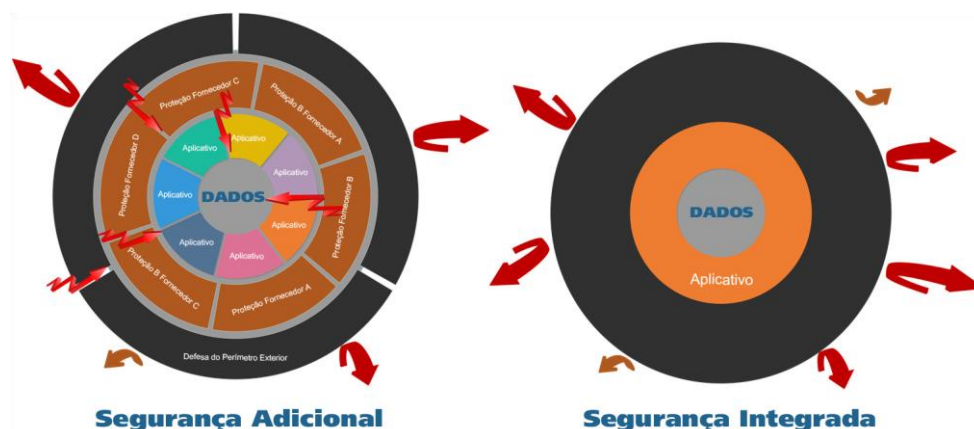 Proteção Fornecedor C
Proteção B Fornecedor A
Proteção Fornecedor D
Proteção Fornecedor B
Proteção B Fornecedor C
Proteção Fornecedor A
Aplicativo
Aplicativo
Aplicativo
Aplicativo
Aplicativo
Aplicativo
Aplicativo
DADOS
Defesa do Perímetro Exterior
Segurança Adicional
DADOS
Aplicativo
Segurança Integrada